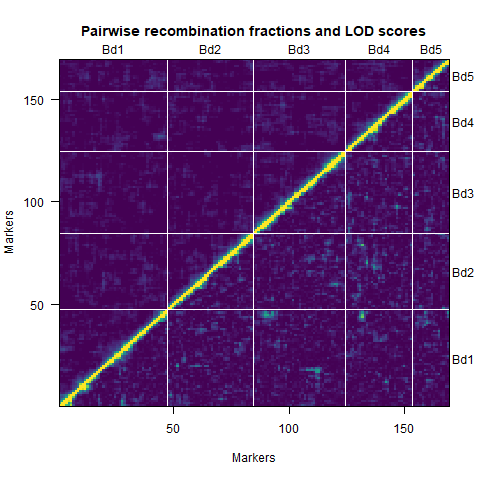 Pairwise recombination fractions and LOD scores
Bd1 Bd2 Bd3 Bd4 Bd5
Bd5
Bd4
Bd3
Bd2
Bd1
150
100
50
Markers
50 100 150
Markers